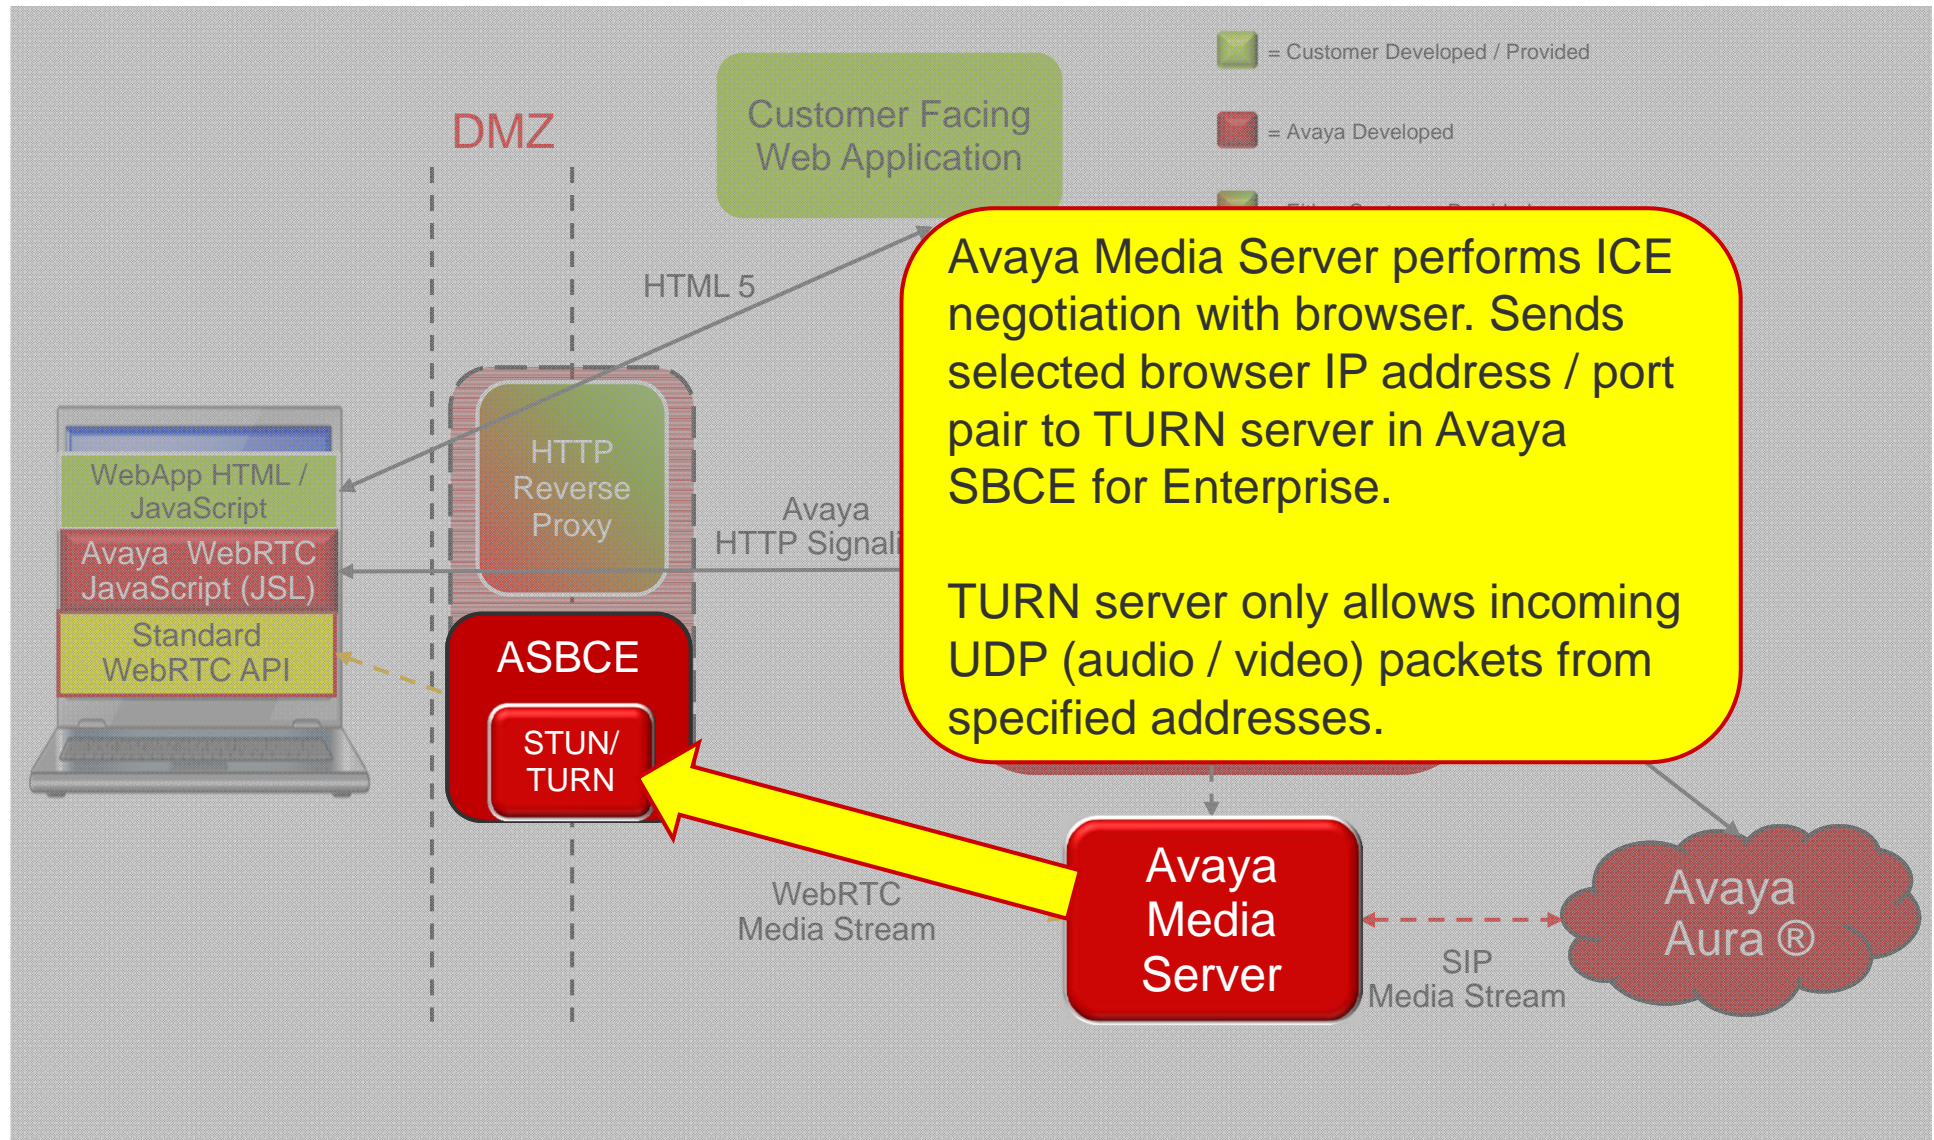 = Customer Developed / Provided
DMZ
Customer Facing
Web Application
= Avaya Developed
HTML 5
Avaya Media Server performs ICE
negotiation with browser. Sends
selected browser IP address / port
pair to TURN server in Avaya
SBCE for Enterprise.
TURN server only allows incoming
UDP (audio / video) packets from
specified addresses.
HTTP
Reverse
Proxy
WebApp HTML /
JavaScript
Avaya WebRTC
JavaScript (JSL)
Standard
WebRTC API
Avaya
HTTP Signali
ASBCE
STUN/
TURN
WebRTC
Media Stream
Avaya
Media
Server
SIP
Media Stream
Avaya
Aura ®